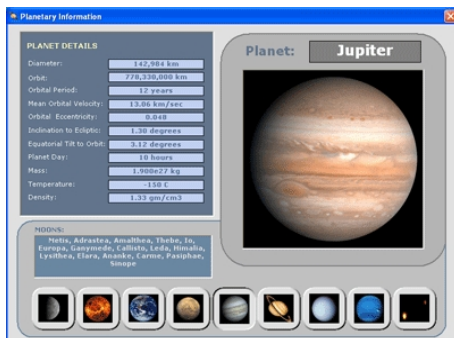 Planetary Information
PLANET DETAILS
Diameter: 142,984 km
Orbit: 778,330,000 km
Orbital Period: 12 years
Mean Orbital Velocity: 13.06 km/sec
Orbital Eccentricity: 0.048
Inclination to Ecliptic: 1.30 degrees
Equatorial Tilt to Orbit: 3.12 degrees
Planet Day: 10 hours
Mass: 1.900e27 kg
Temperature: -150 C
Density: 1.33 gm/cm3
Planet: Jupiter
MOONS:
Metis, Adrastea, Amalthea, Thebe, Io,
Europa, Ganymede, Callisto, Leda, Himalia,
Lysithea, Elara, Ananke, Carme, Pasiphae,
Sinope